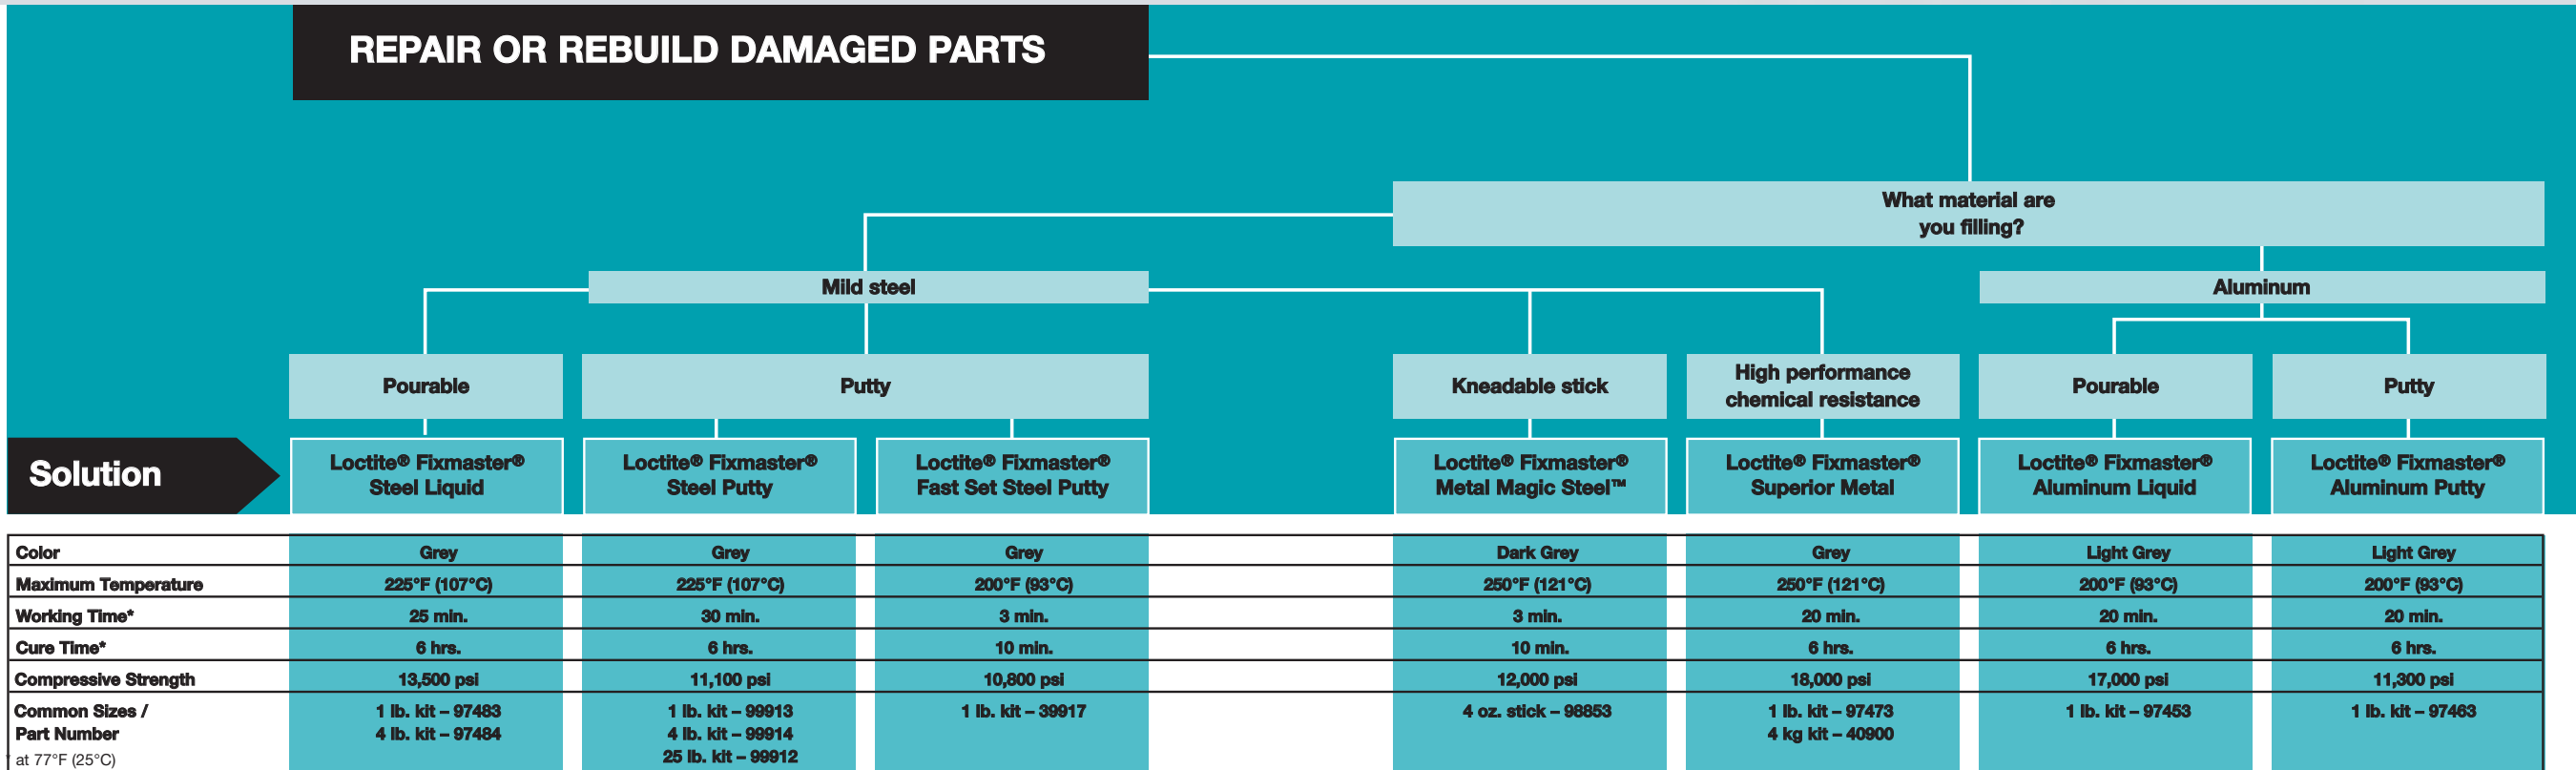 REPAIR OR REBUILD DAMAGED PARTS
What material are
you filling?
Mild steel
Aluminum
Pourable
Putty
Kneadable stick
High performance
chemical resistance
Pourable
Putty
Solution
Loctite® Fixmaster®
Steel Liquid
Loctite® Fixmaster®
Steel Putty
Loctite® Fixmaster®
Fast Set Steel Putty
Loctite® Fixmaster®
Metal Magic Steel™
Loctite® Fixmaster®
Superior Metal
Loctite® Fixmaster®
Aluminum Liquid
Loctite® Fixmaster®
Aluminum Putty
Color Grey Grey Grey Dark Grey Grey Light Grey Light Grey
Maximum Temperature 225°F (107°C) 225°F (107°C) 200°F (93°C) 250°F (121°C) 250°F (121°C) 200°F (93°C) 200°F (93°C)
Working Time* 25 min. 30 min. 3 min. 3 min. 20 min. 20 min. 20 min.
Cure Time* 6 hrs. 6 hrs. 10 min. 10 min. 6 hrs. 6 hrs. 6 hrs.
Compressive Strength 13,500 psi 11,100 psi 10,800 psi 12,000 psi 18,000 psi 17,000 psi 11,300 psi
Common Sizes / 1 lb. kit – 97483 1 lb. kit – 99913 1 lb. kit – 39917 4 oz. stick – 98853 1 lb. kit – 97473 1 lb. kit – 97453 1 lb. kit – 97463
Part Number 4 lb. kit – 97484 4 lb. kit – 99914 4 kg kit – 40900
25 lb. kit – 99912
* at 77°F (25°C)